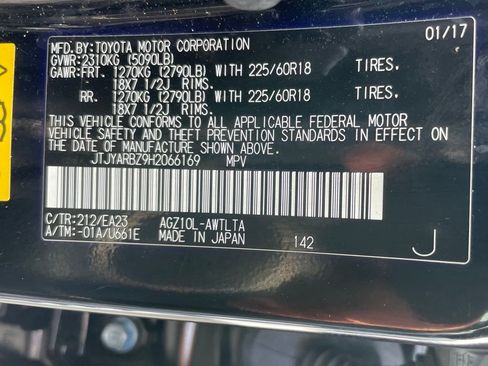 MFD.BY:TOYOTA MOTOR CORPORATION 01/17
GVWR:2310KG (5090LB)
GAWR:FRT. 1270KG (2790LB) WITH 225/60R18 TIRES,
18X7 1/2J RIMS.
RR. 1270KG (2790LB) WITH 225/60R18 TIRES,
18X7 1/2J RIMS.
THIS VEHICLE CONFORMS TO ALL APPLICABLE FEDERAL MOTOR
VEHICLE SAFETY AND THEFT PREVENTION STANDARDS IN EFFECT ON
THE DATE OF MANUFACTURE SHOWN ABOVE.
JTJYARBZ9H2066169 MPV
C/TR:212/EA23 AGZ10L-AWTLTA
A/TM:-01A/U661E MADE IN JAPAN 142 J